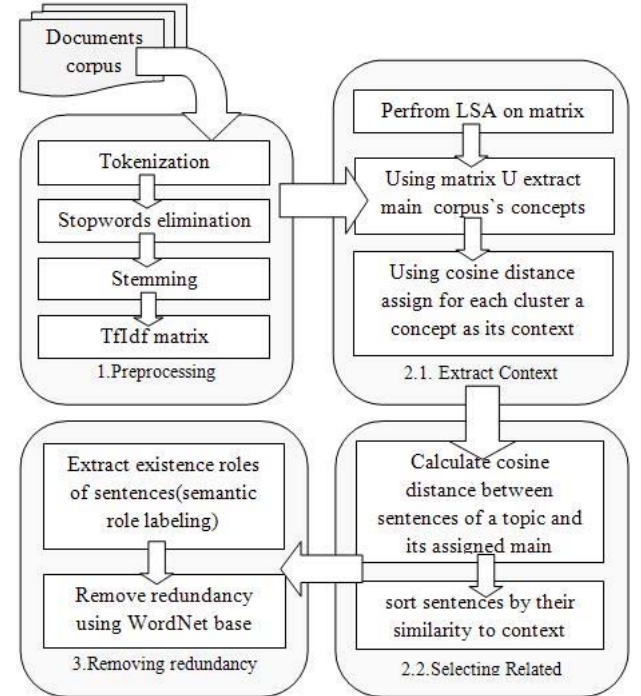 Documents
corpus
Tokenization
Stopwords elimination
Stemming
TfIdf matrix
1.Preprocessing
Perfrom LSA on matrix
Using matrix U extract
main corpus`s concepts
Using cosine distance
assign for each cluster a
concept as its context
2.1. Extract Context
Calculate cosine
distance between
sentences of a topic and
its assigned main
sort sentences by their
similarity to context
2.2.Selecting Related
Extract existence roles
of sentences(semantic
role labeling)
Remove redundancy
using WordNet base
3.Removing redundancy